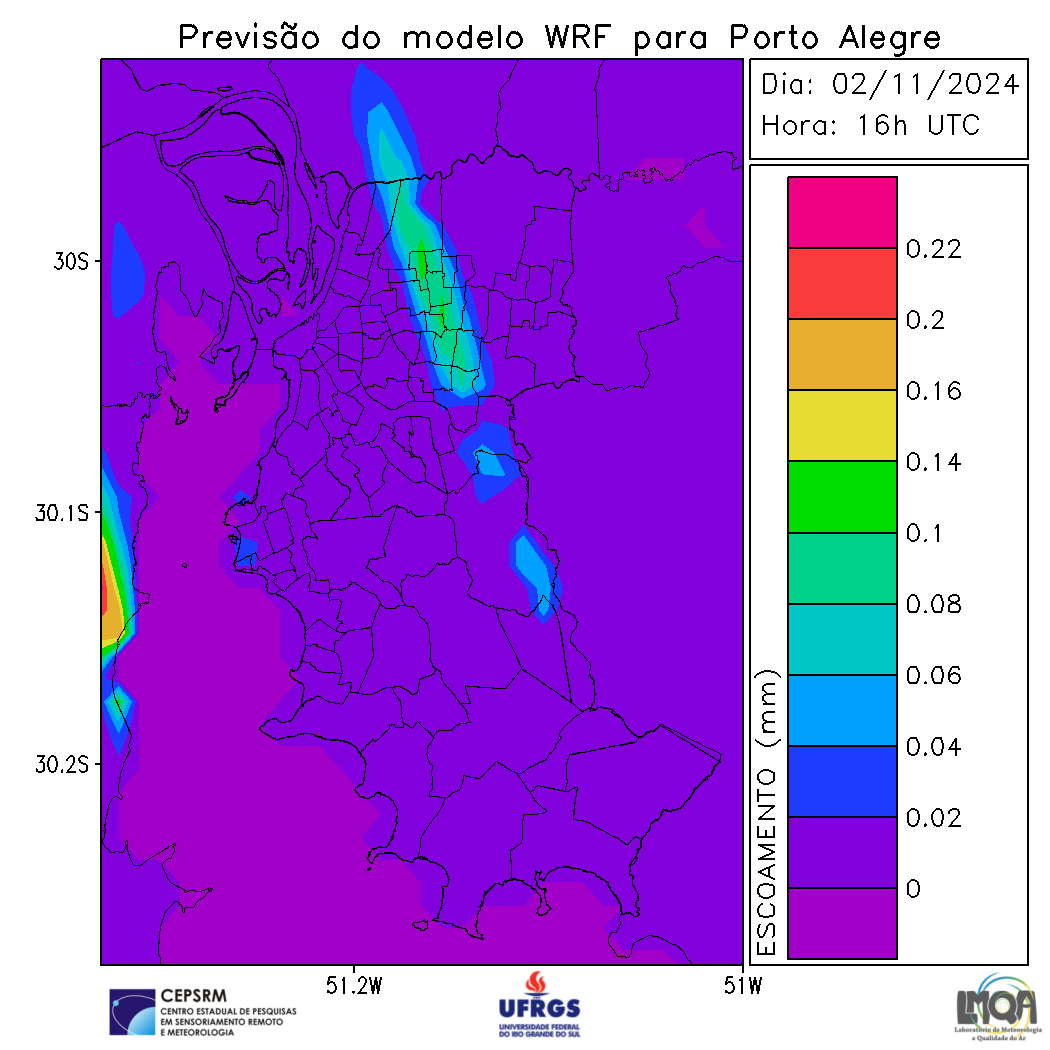 Previsão do modelo WRF para Porto Alegre
Dia: 02/11/2024
Hora: 16h UTC
30S
30.1S
30.2S
51.2W
51W
ESCOAMENTO (mm)
0.22
0.2
0.16
0.14
0.1
0.08
0.06
0.04
0.02
0
CEPSRM
CENTRO ESTADUAL DE PESQUISAS
EM SENSORIAMENTO REMOTO
E METEOROLOGIA
UFRGS
UNIVERSIDADE FEDERAL
DO RIO GRANDE DO SUL
LMQA
Laboratório de Meteorologia
e Qualidade do Ar